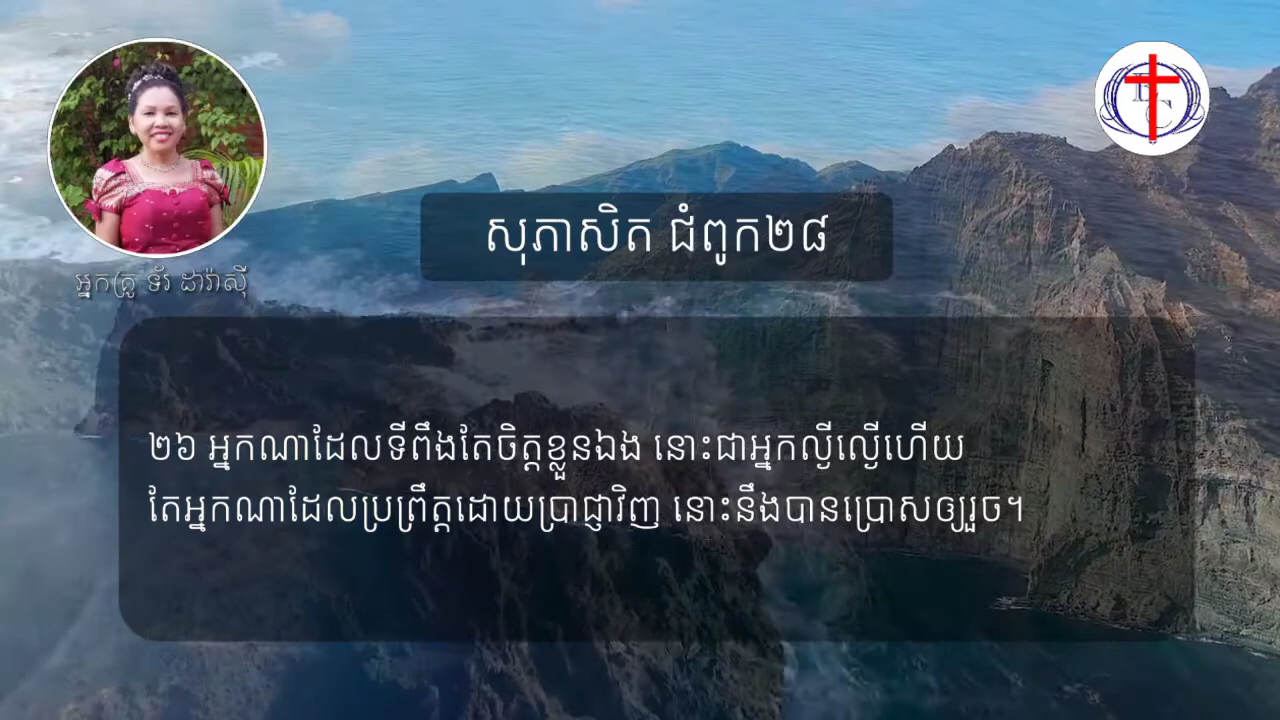 អ្នកគ្រូ ទ័រ ដាវ៉ាស៊ី
សុភាសិត ជំពូក២៨
២៦ អ្នកណាដែលទីពឹងតែចិត្តខ្លួនឯង នោះជាអ្នកល្ងីល្ងើហើយ
តែអ្នកណាដែលប្រព្រឹត្តដោយប្រាជ្ញាវិញ នោះនឹងបានប្រោសឲ្យរួច។